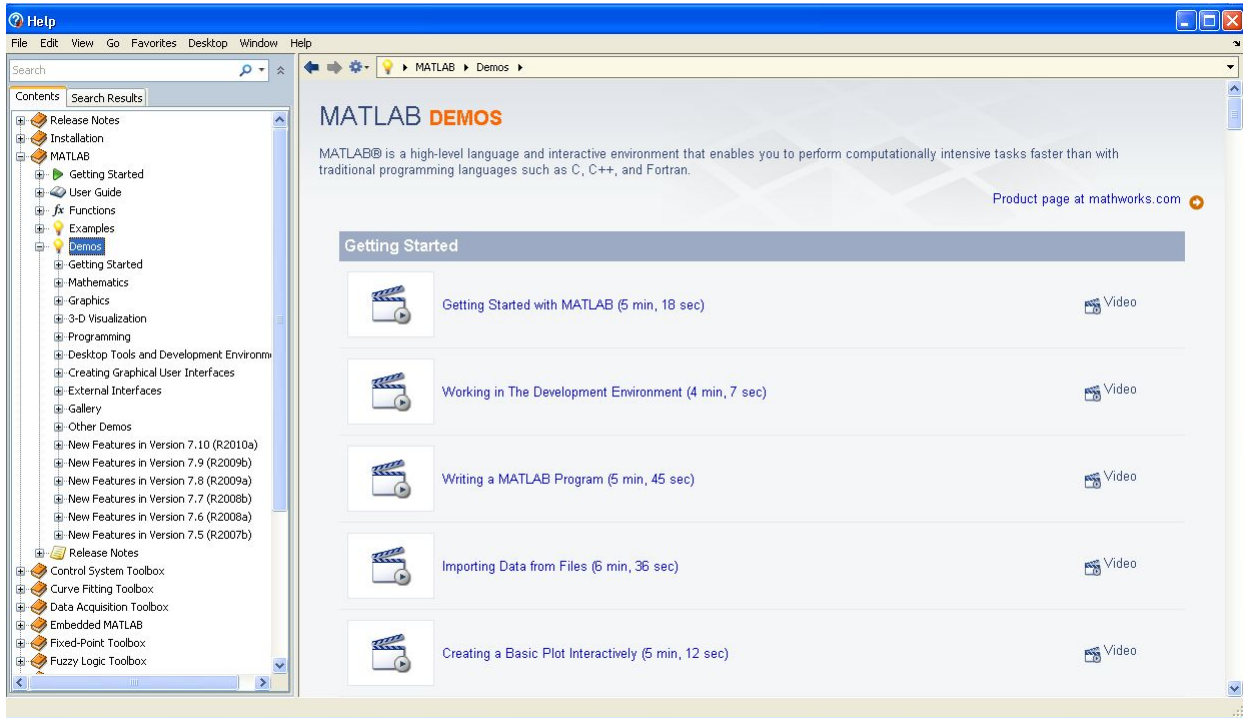 Help
File Edit View Go Favorites Desktop Window Help
Search
MATLAB Demos
Contents Search Results
Release Notes
Installation
MATLAB
Getting Started
User Guide
fx Functions
Examples
Demos
Getting Started
Mathematics
Graphics
3-D Visualization
Programming
Desktop Tools and Development Environm
Creating Graphical User Interfaces
External Interfaces
Gallery
Other Demos
New Features in Version 7.10 (R2010a)
New Features in Version 7.9 (R2009b)
New Features in Version 7.8 (R2009a)
New Features in Version 7.7 (R2008b)
New Features in Version 7.6 (R2008a)
New Features in Version 7.5 (R2007b)
Release Notes
Control System Toolbox
Curve Fitting Toolbox
Data Acquisition Toolbox
Embedded MATLAB
Fixed-Point Toolbox
Fuzzy Logic Toolbox
MATLAB DEMOS
MATLAB® is a high-level language and interactive environment that enables you to perform computationally intensive tasks faster than with
traditional programming languages such as C, C++, and Fortran.
Product page at mathworks.com
Getting Started
Getting Started with MATLAB (5 min, 18 sec) Video
Working in The Development Environment (4 min, 7 sec) Video
Writing a MATLAB Program (5 min, 45 sec) Video
Importing Data from Files (6 min, 36 sec) Video
Creating a Basic Plot Interactively (5 min, 12 sec) Video